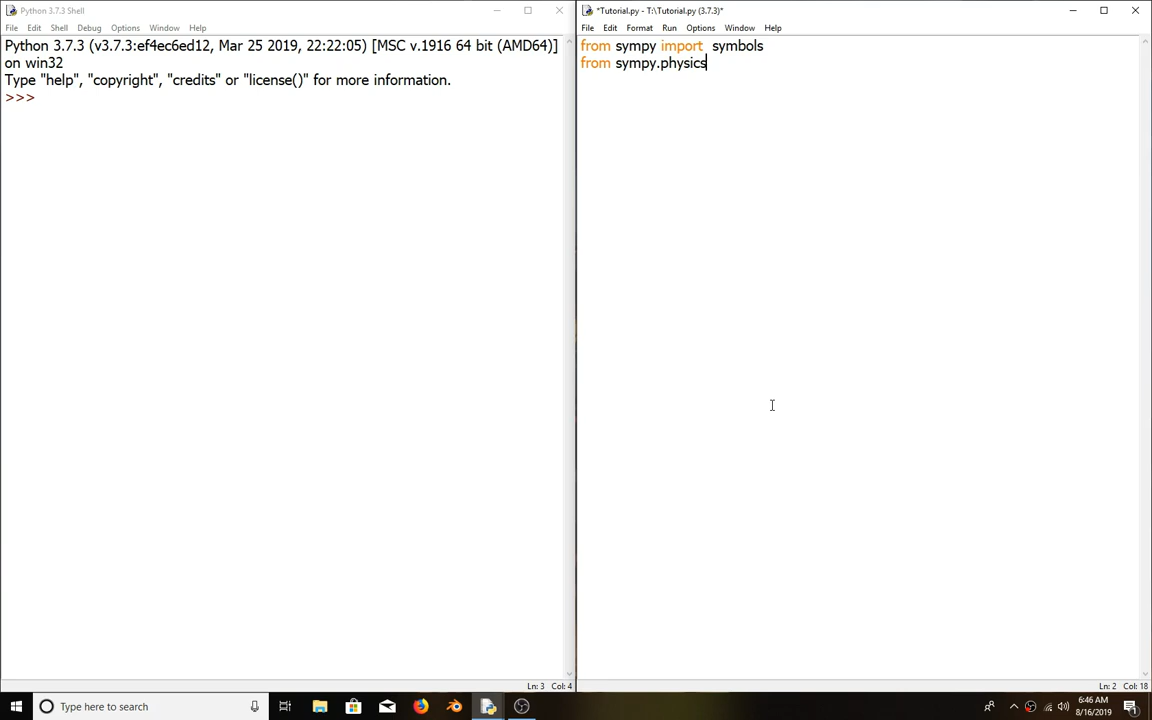 Python 3.7.3 Shell
File Edit Shell Debug Options Window Help
Python 3.7.3 (v3.7.3:ef4ec6ed12, Mar 25 2019, 22:22:05) [MSC v.1916 64 bit (AMD64)]
on win32
Type "help", "copyright", "credits" or "license()" for more information.
>>>
Ln: 3 Col: 4
*Tutorial.py - T:\Tutorial.py (3.7.3)*
File Edit Format Run Options Window Help
from sympy import  symbols
from sympy.physics
Ln: 2 Col: 18
Type here to search
6:46 AM
8/16/2019
1